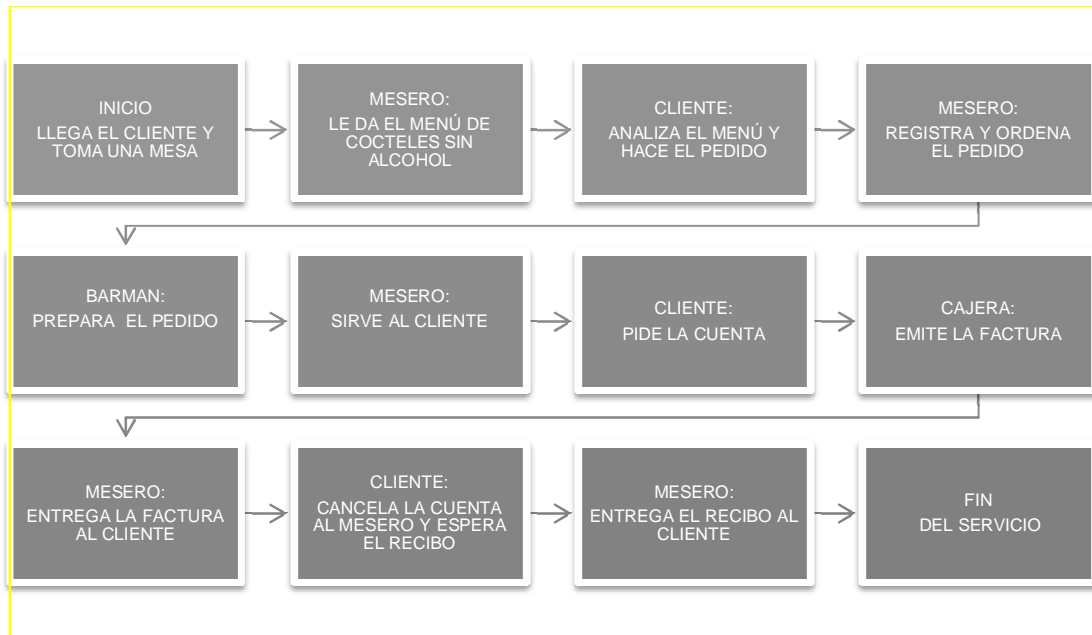 INICIO
LLEGA EL CLIENTE Y
TOMA UNA MESA
MESERO:
LE DA EL MENÚ DE
COCTELES SIN
ALCOHOL
CLIENTE:
ANALIZA EL MENÚ Y
HACE EL PEDIDO
MESERO:
REGISTRA Y ORDENA
EL PEDIDO
BARMAN:
PREPARA EL PEDIDO
MESERO:
SIRVE AL CLIENTE
CLIENTE:
PIDE LA CUENTA
CAJERA:
EMITE LA FACTURA
MESERO:
ENTREGA LA FACTURA
AL CLIENTE
CLIENTE:
CANCELA LA CUENTA
AL MESERO Y ESPERA
EL RECIBO
MESERO:
ENTREGA EL RECIBO AL
CLIENTE
FIN
DEL SERVICIO